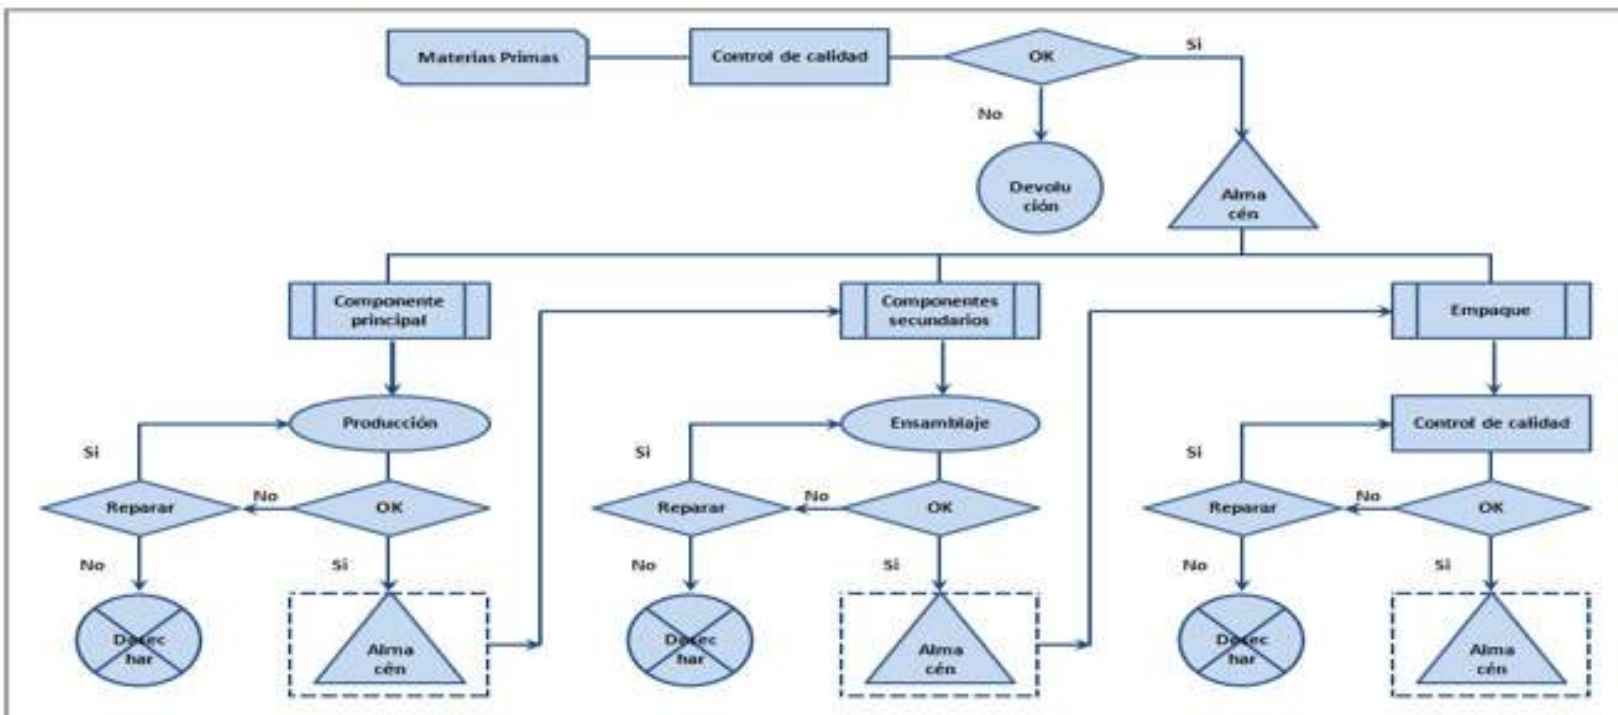 Materias Primas
Control de calidad
OK
Si
No
Devolu
ción
Alma
cén
Componente
principal
Componentes
secundarios
Empaque
Producción
Ensamblaje
Control de calidad
Si
Si
Si
Reparar
No
OK
Reparar
No
OK
Reparar
No
OK
No
Si
No
Si
No
Si
Desec
har
Alma
cén
Desec
har
Alma
cén
Desec
har
Alma
cén